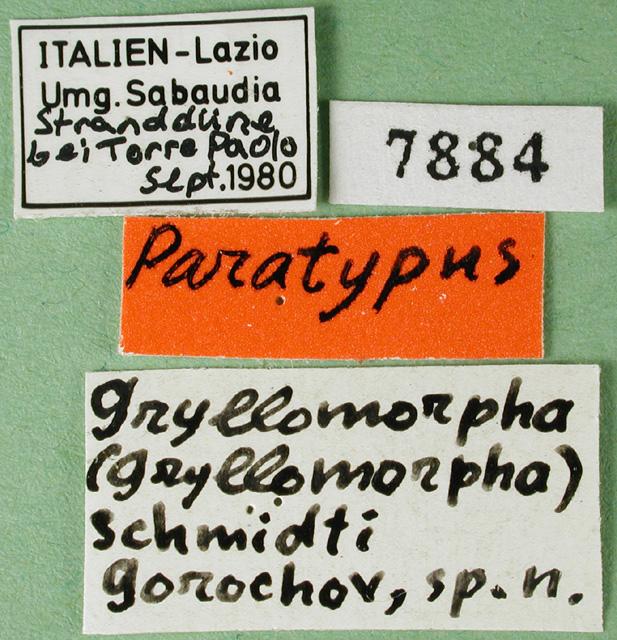 ITALIEN-Lazio
Umg. Sabaudia
Stranddüne
bei Torre Paolo
Sept. 1980
7884
Paratypus
gryllomorpha
(gryllomorpha)
schmidti
gorochov, sp. n.